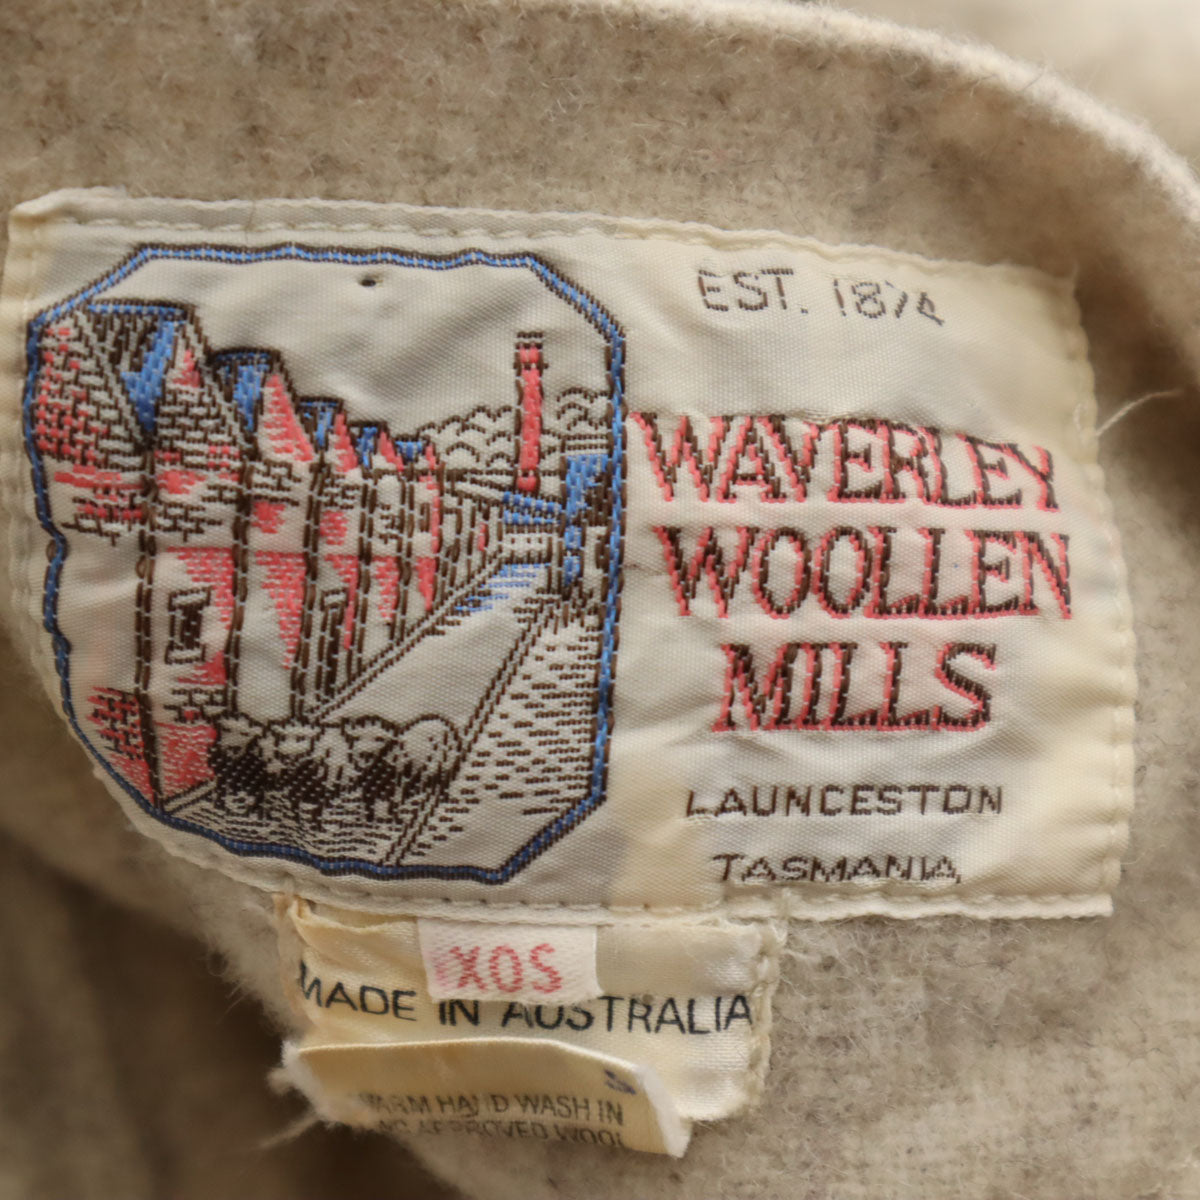 EST. 1874
WAVERLEY
WOOLLEN
MILLS
LAUNCESTON
TASMANIA
XOS
MADE IN AUSTRALIA
S
WARM HAND WASH IN
APPROVED WOOL